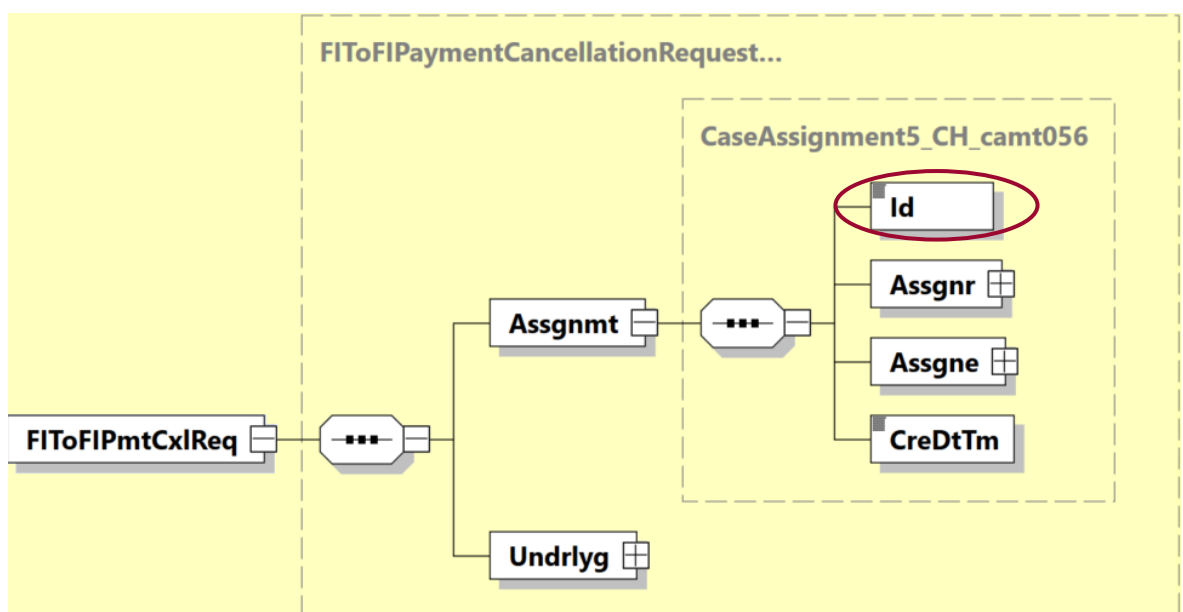 FIToFIPaymentCancellationRequest...
CaseAssignment5_CH_camt056
Id
Assgnr
Assgnmt
Assgne
FIToFIPmtCxlReq
CreDtTm
Undrlyg